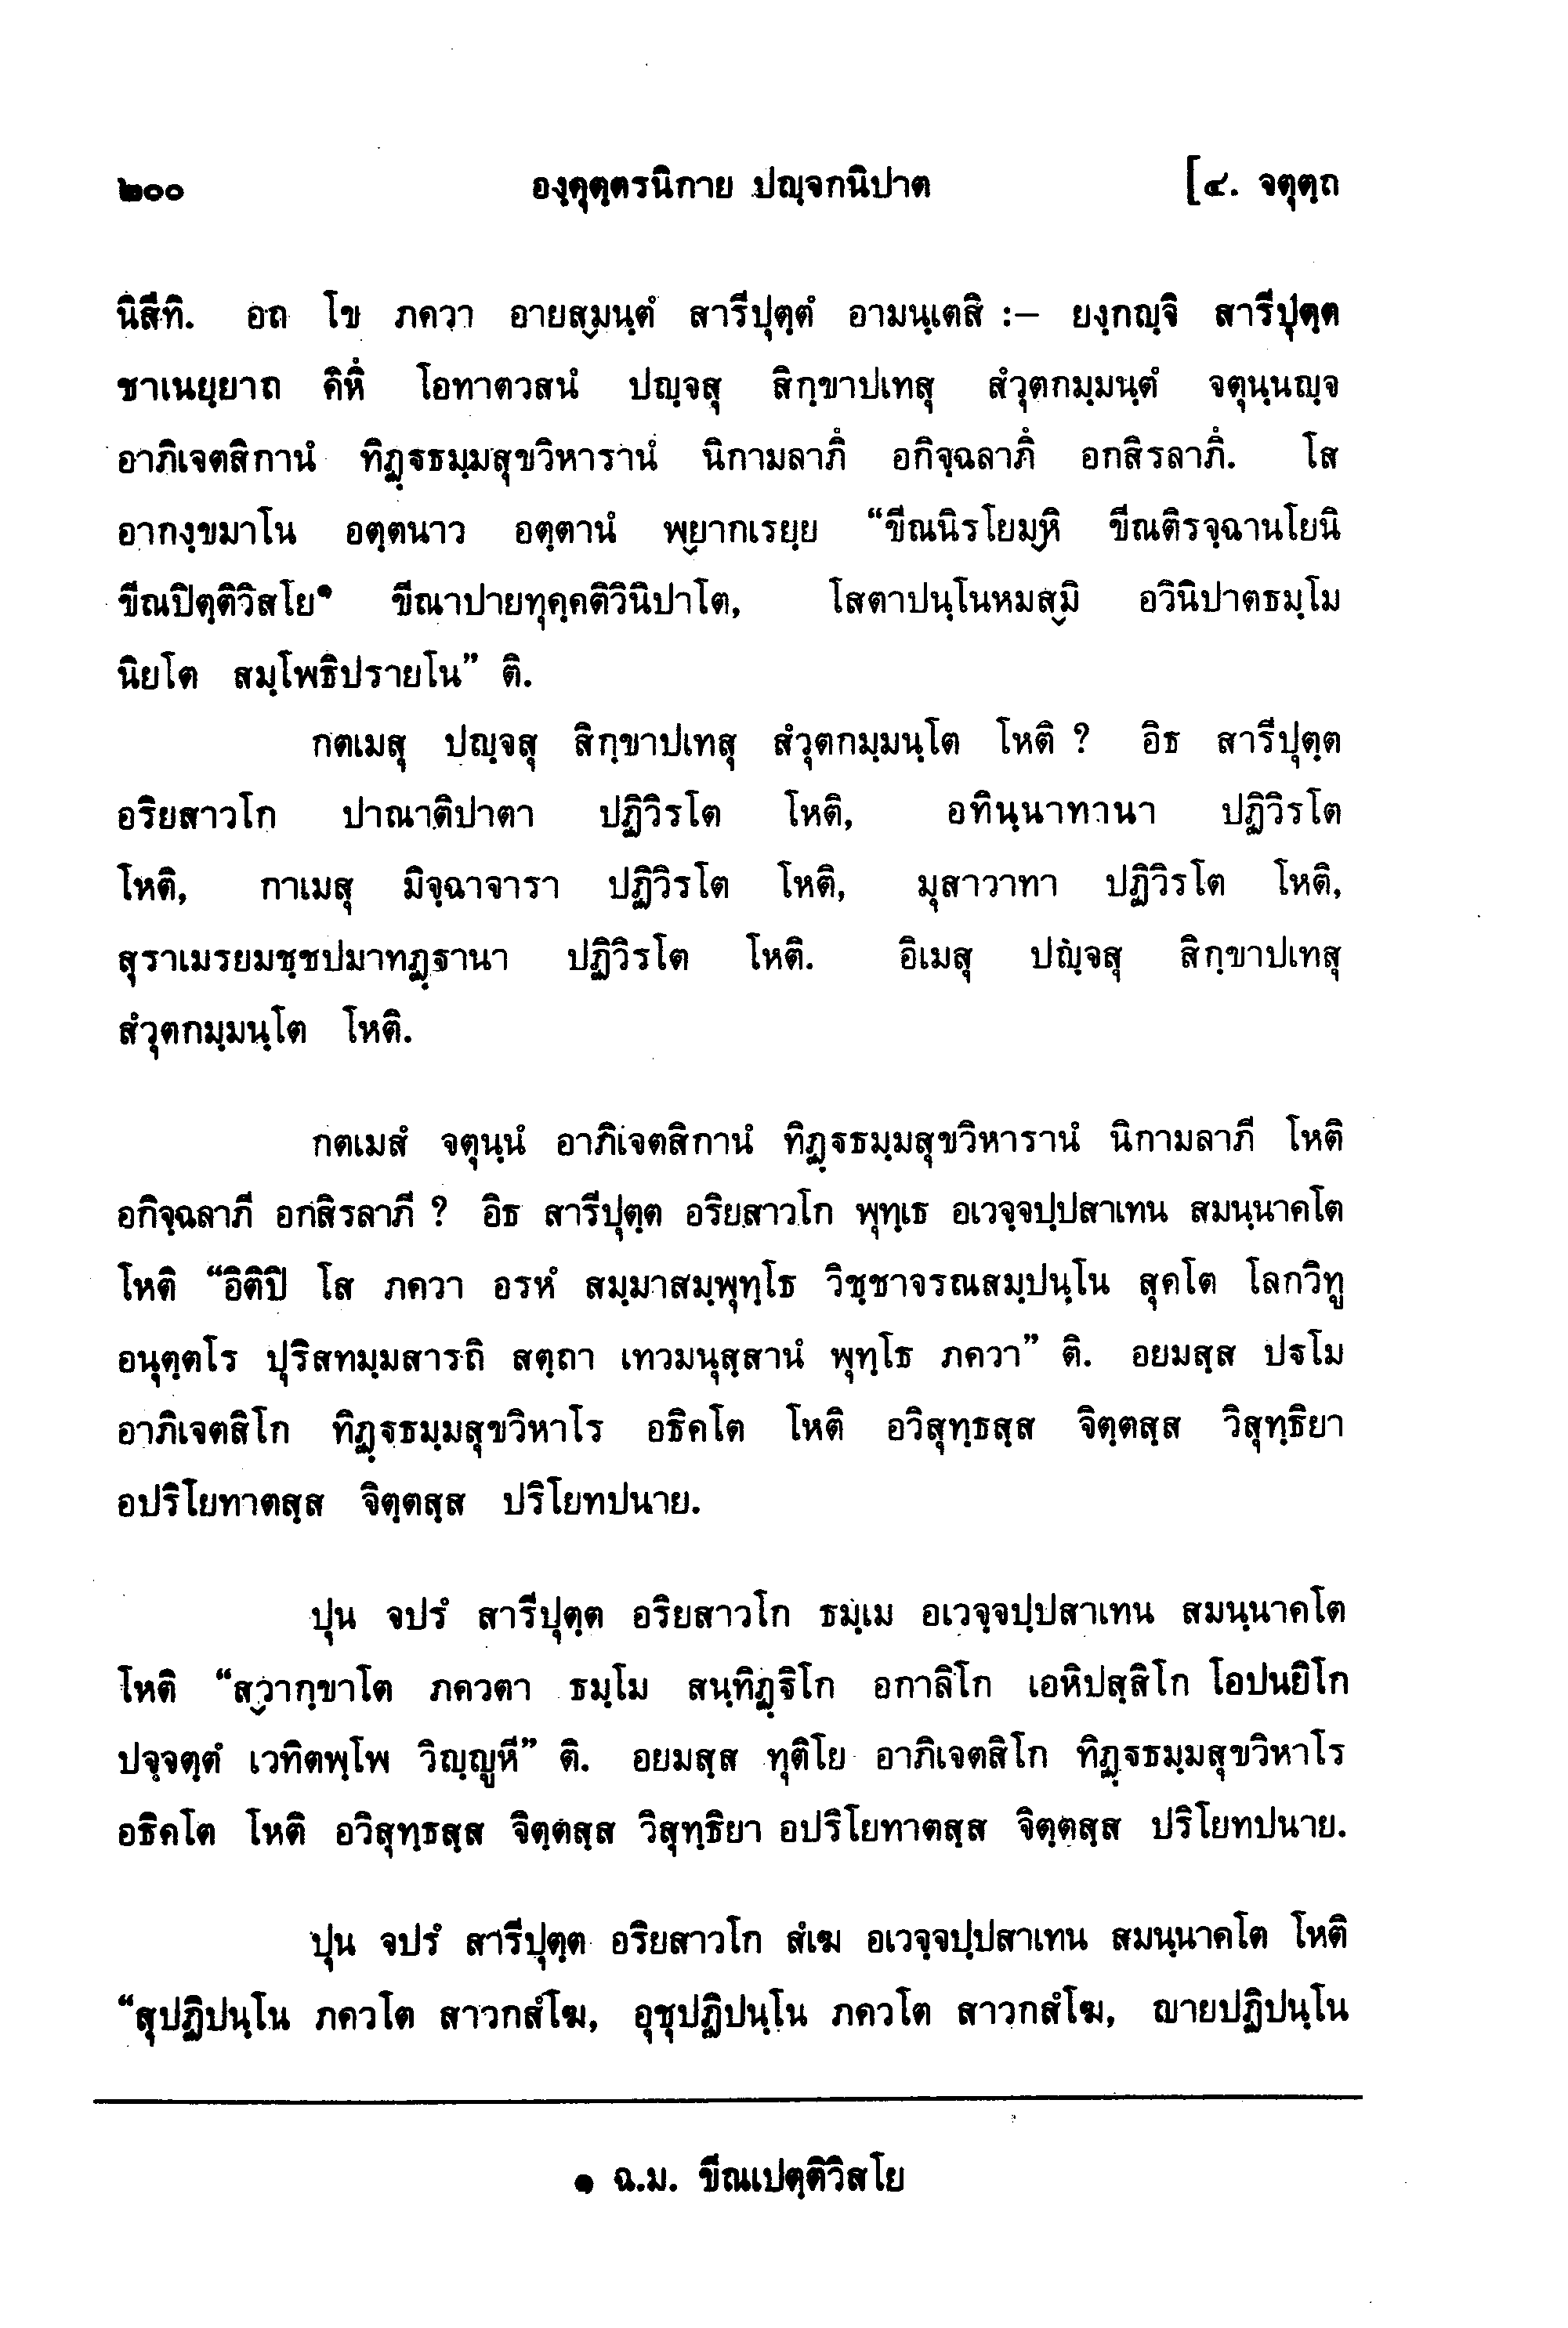 ๒๐๐ องฺคุตฺตรนิกาย ปญฺจกนิปาต [๔. จตุตฺถ
นิสีทิ. อถ โข ภควา อายสฺมนฺตํ สารีปุตฺตํ อามนฺเตสิ :– ยงฺกญฺจิ สารีปุตฺต
ชาเนยฺยาถ คิหึ โอทาตวสนํ ปญฺจสุ สิกฺขาปเทสุ สํวุตกมฺมนฺตํ จตุนฺนญฺจ
อาภิเจตสิกานํ ทิฏฺฐธมฺมสุขวิหารานํ นิกามลาภึ อกิจฺฉลาภึ อกสิรลาภึ. โส
อากงฺขมาโน อตฺตนาว อตฺตานํ พฺยากเรยฺย “ขีณนิรโยมฺหิ ขีณติรจฺฉานโยนิ
ขีณปิตฺติวิสโย๑ ขีณาปายทุคฺคติวินิปาโต, โสตาปนฺโนหมสฺมิ อวินิปาตธมฺโม
นิยโต สมฺโพธิปรายโน” ติ.
กตเมสุ ปญฺจสุ สิกฺขาปเทสุ สํวุตกมฺมนฺโต โหติ ? อิธ สารีปุตฺต
อริยสาวโก ปาณาติปาตา ปฏิวิรโต โหติ, อทินฺนาทานา ปฏิวิรโต
โหติ, กาเมสุ มิจฺฉาจารา ปฏิวิรโต โหติ, มุสาวาทา ปฏิวิรโต โหติ,
สุราเมรยมชฺชปมาทฏฺฐานา ปฏิวิรโต โหติ. อิเมสุ ปญฺจสุ สิกฺขาปเทสุ
สํวุตกมฺมนฺโต โหติ.
กตเมสํ จตุนฺนํ อาภิเจตสิกานํ ทิฏฺฐธมฺมสุขวิหารานํ นิกามลาภี โหติ
อกิจฺฉลาภี อกสิรลาภี ? อิธ สารีปุตฺต อริยสาวโก พุทฺเธ อเวจฺจปฺปสาเทน สมนฺนาคโต
โหติ “อิติปิ โส ภควา อรหํ สมฺมาสมฺพุทฺโธ วิชฺชาจรณสมฺปนฺโน สุคโต โลกวิทู
อนุตฺตโร ปุริสทมฺมสารถิ สตฺถา เทวมนุสฺสานํ พุทฺโธ ภควา” ติ. อยมสฺส ปฐโม
อาภิเจตสิโก ทิฏฺฐธมฺมสุขวิหาโร อธิคโต โหติ อวิสุทฺธสฺส จิตฺตสฺส วิสุทฺธิยา
อปริโยทาตสฺส จิตฺตสฺส ปริโยทปนาย.
ปุน จปรํ สารีปุตฺต อริยสาวโก ธมฺเม อเวจฺจปฺปสาเทน สมนฺนาคโต
โหติ “สฺวากฺขาโต ภควตา ธมฺโม สนฺทิฏฺฐิโก อกาลิโก เอหิปสฺสิโก โอปนยิโก
ปจฺจตฺตํ เวทิตพฺโพ วิญฺญูหี” ติ. อยมสฺส ทุติโย อาภิเจตสิโก ทิฏฺฐธมฺมสุขวิหาโร
อธิคโต โหติ อวิสุทฺธสฺส จิตฺตสฺส วิสุทฺธิยา อปริโยทาตสฺส จิตฺตสฺส ปริโยทปนาย.
ปุน จปรํ สารีปุตฺต อริยสาวโก สํเฆ อเวจฺจปฺปสาเทน สมนฺนาคโต โหติ
“สุปฏิปนฺโน ภควโต สาวกสํโฆ, อุชุปฏิปนฺโน ภควโต สาวกสํโฆ, ญายปฏิปนฺโน
๑ ฉ.ม. ขีณเปตฺติวิสโย